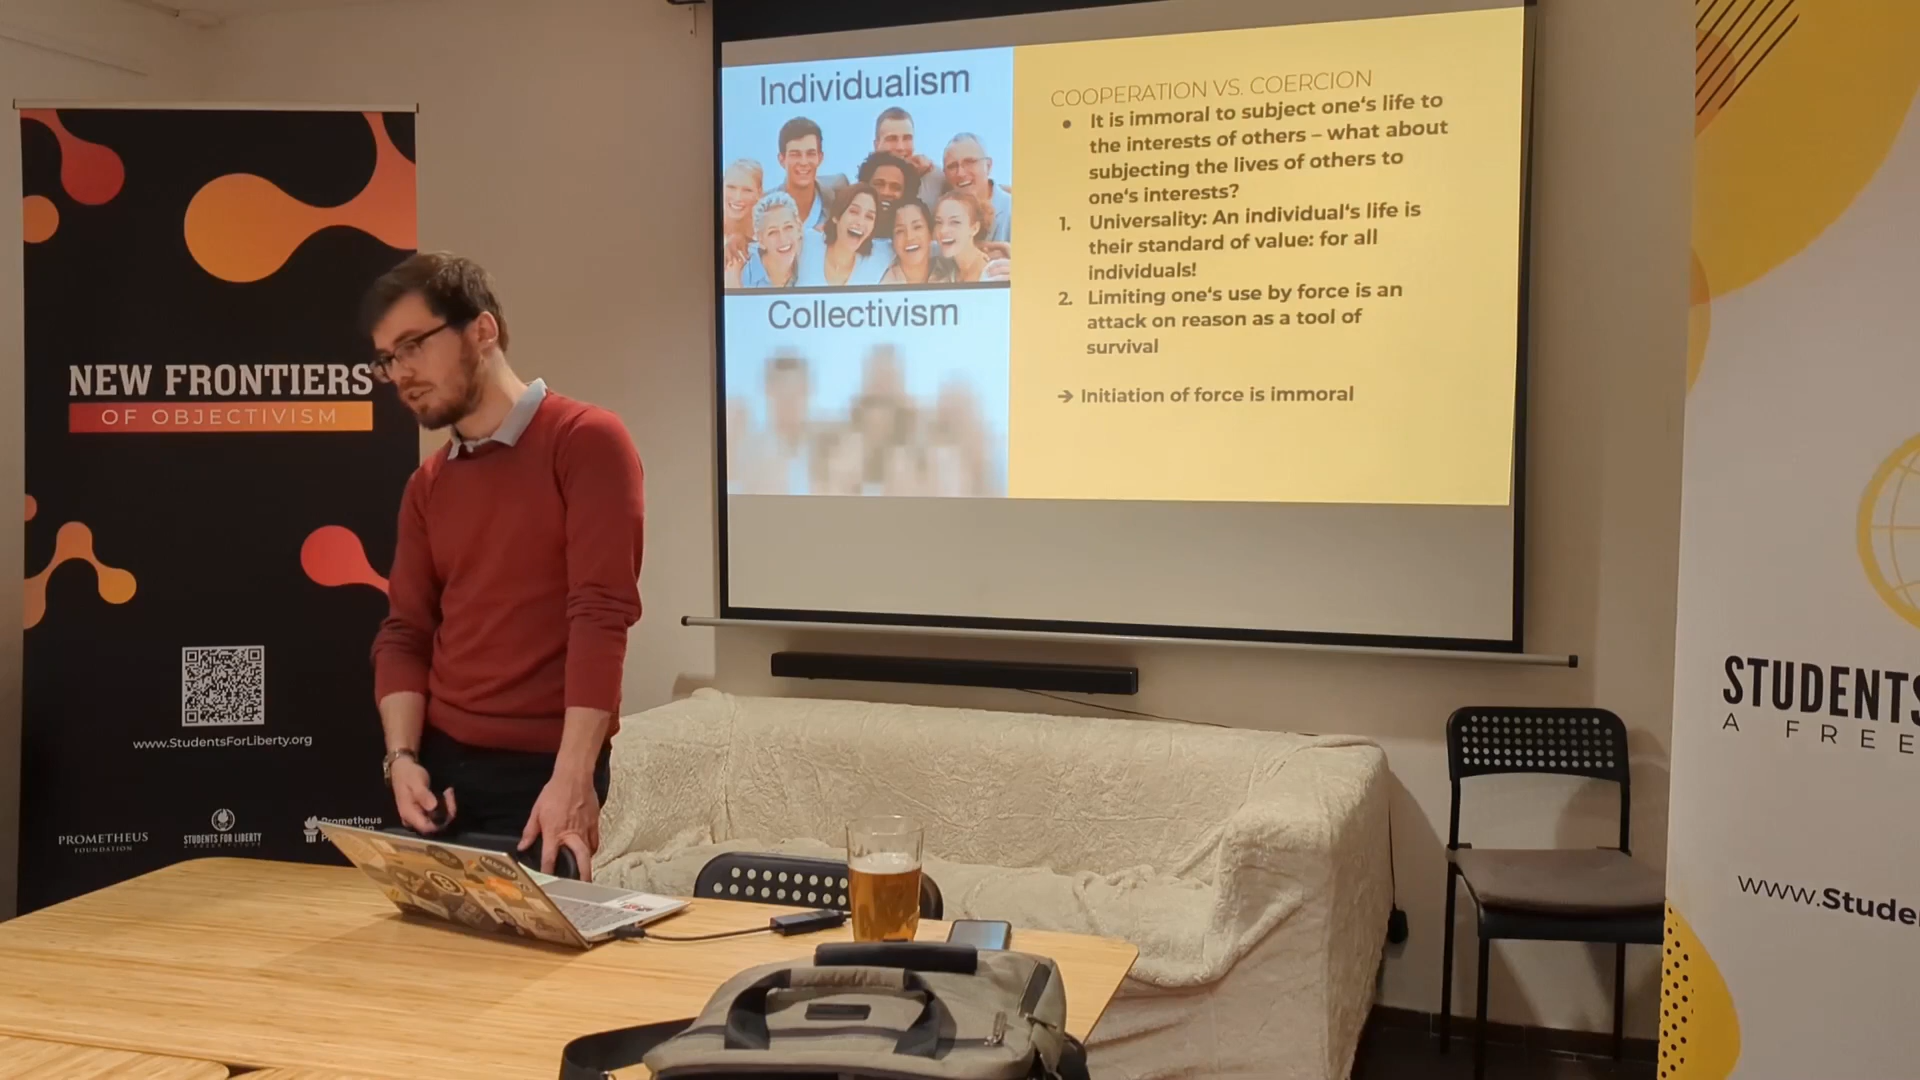 NEW FRONTIERS
OF OBJECTIVISM
www.StudentsForLiberty.org
PROMETHEUS
FOUNDATION
STUDENTS FOR LIBERTY
Prometheus
Individualism
Collectivism
COOPERATION VS. COERCION
• It is immoral to subject one‘s life to
the interests of others – what about
subjecting the lives of others to
one‘s interests?
1. Universality: An individual‘s life is
their standard of value: for all
individuals!
2. Limiting one‘s use by force is an
attack on reason as a tool of
survival
→ Initiation of force is immoral
STUDENTS
A FREE
www.Stude